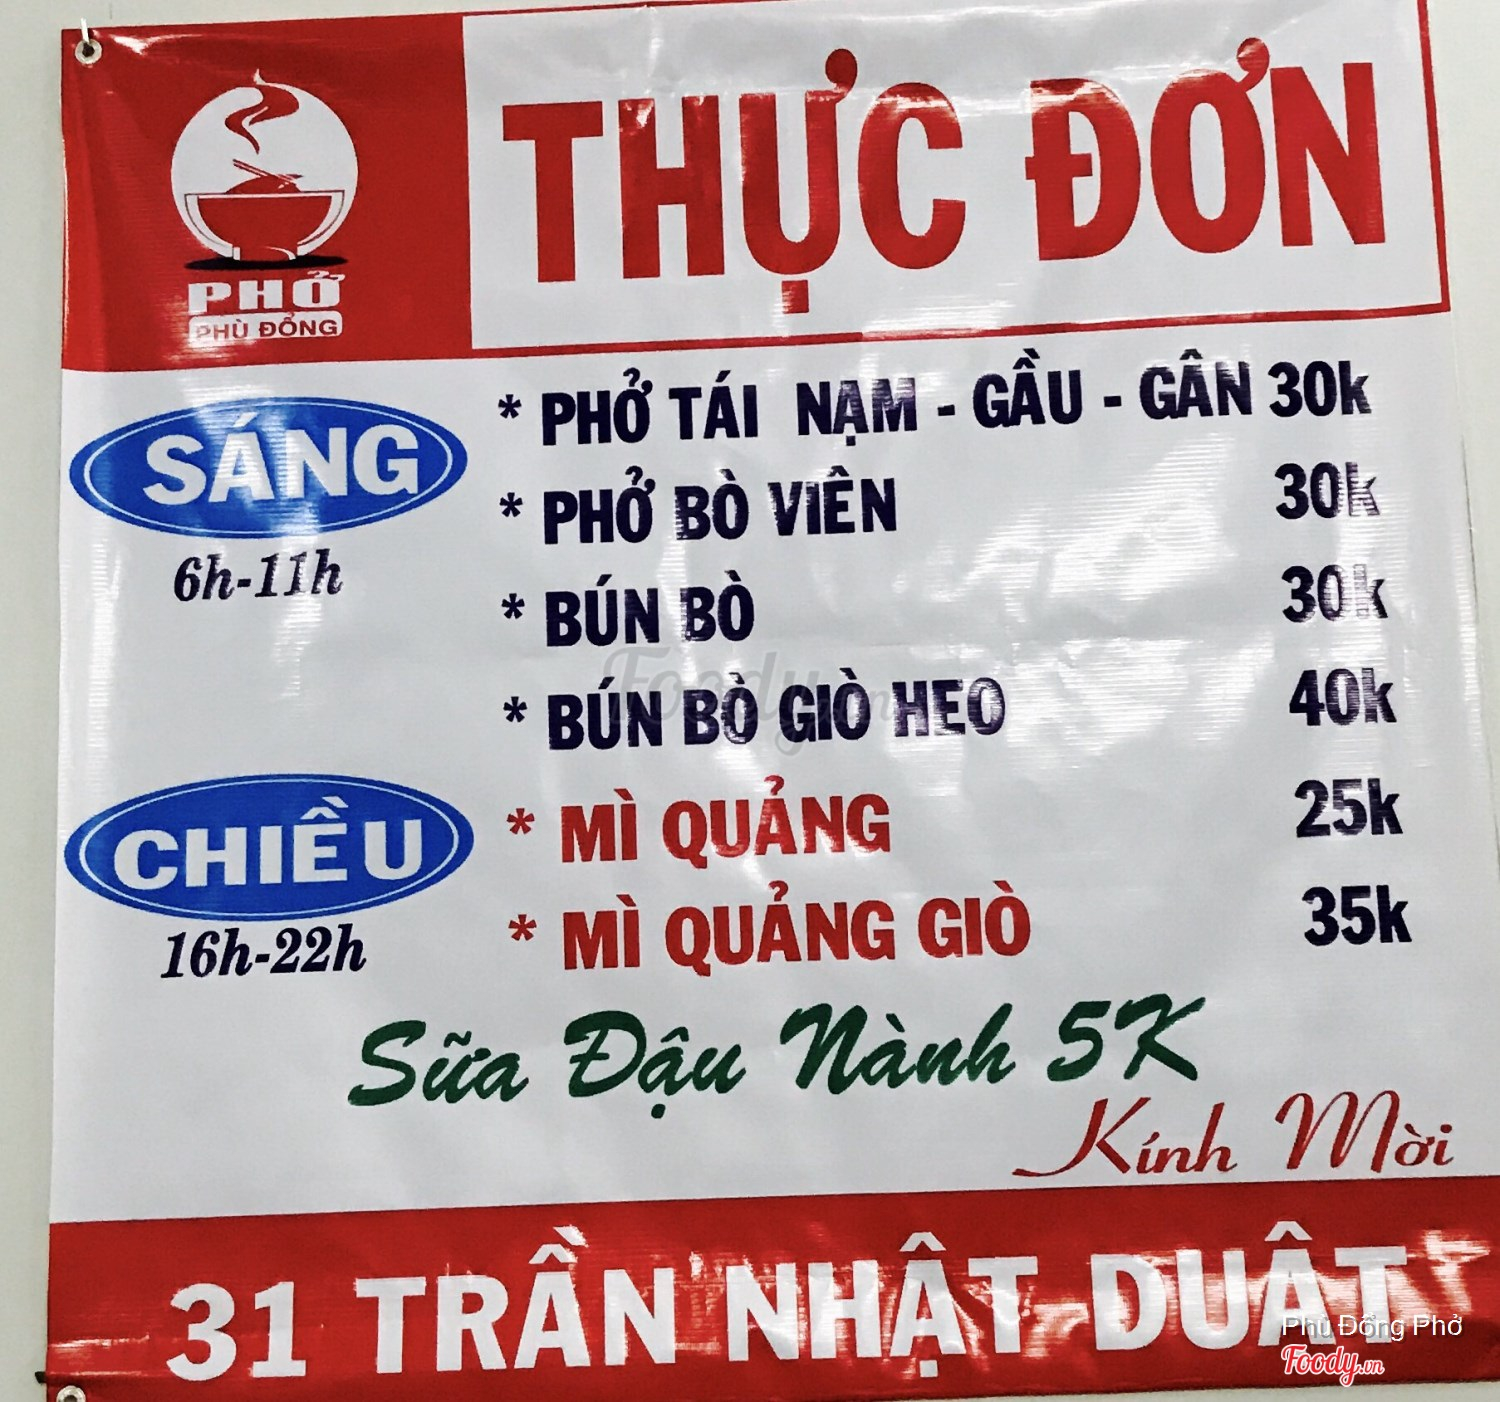 PHỞ
PHÙ ĐỔNG
THỰC ĐƠN
SÁNG
6h-11h
* PHỞ TÁI NẠM - GẦU - GÂN 30k
* PHỞ BÒ VIÊN 30k
* BÚN BÒ 30k
* BÚN BÒ GIÒ HEO 40k
CHIỀU
16h-22h
* MÌ QUẢNG 25k
* MÌ QUẢNG GIÒ 35k
Sữa Đậu Nành 5K
Kính Mời
31 TRẦN NHẬT DUẬT
Foody.vn
Phù Đổng Phở
Foody.vn